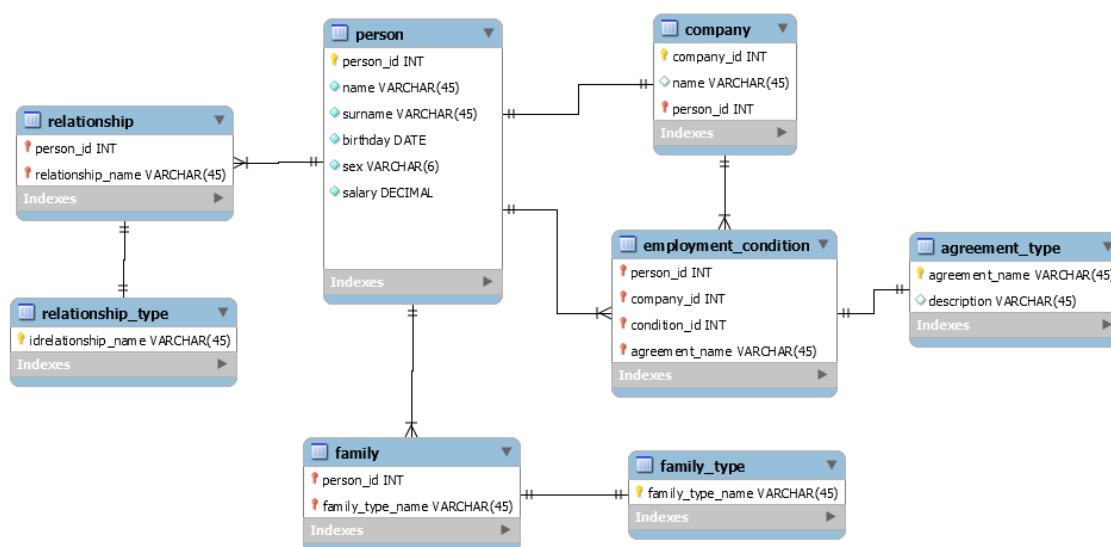 person
person_id INT
name VARCHAR(45)
surname VARCHAR(45)
birthday DATE
sex VARCHAR(6)
salary DECIMAL
Indexes
company
company_id INT
name VARCHAR(45)
person_id INT
Indexes
relationship
person_id INT
relationship_name VARCHAR(45)
Indexes
relationship_type
idrelationship_name VARCHAR(45)
Indexes
employment_condition
person_id INT
company_id INT
condition_id INT
agreement_name VARCHAR(45)
Indexes
agreement_type
agreement_name VARCHAR(45)
description VARCHAR(45)
Indexes
family
person_id INT
family_type_name VARCHAR(45)
Indexes
family_type
family_type_name VARCHAR(45)
Indexes